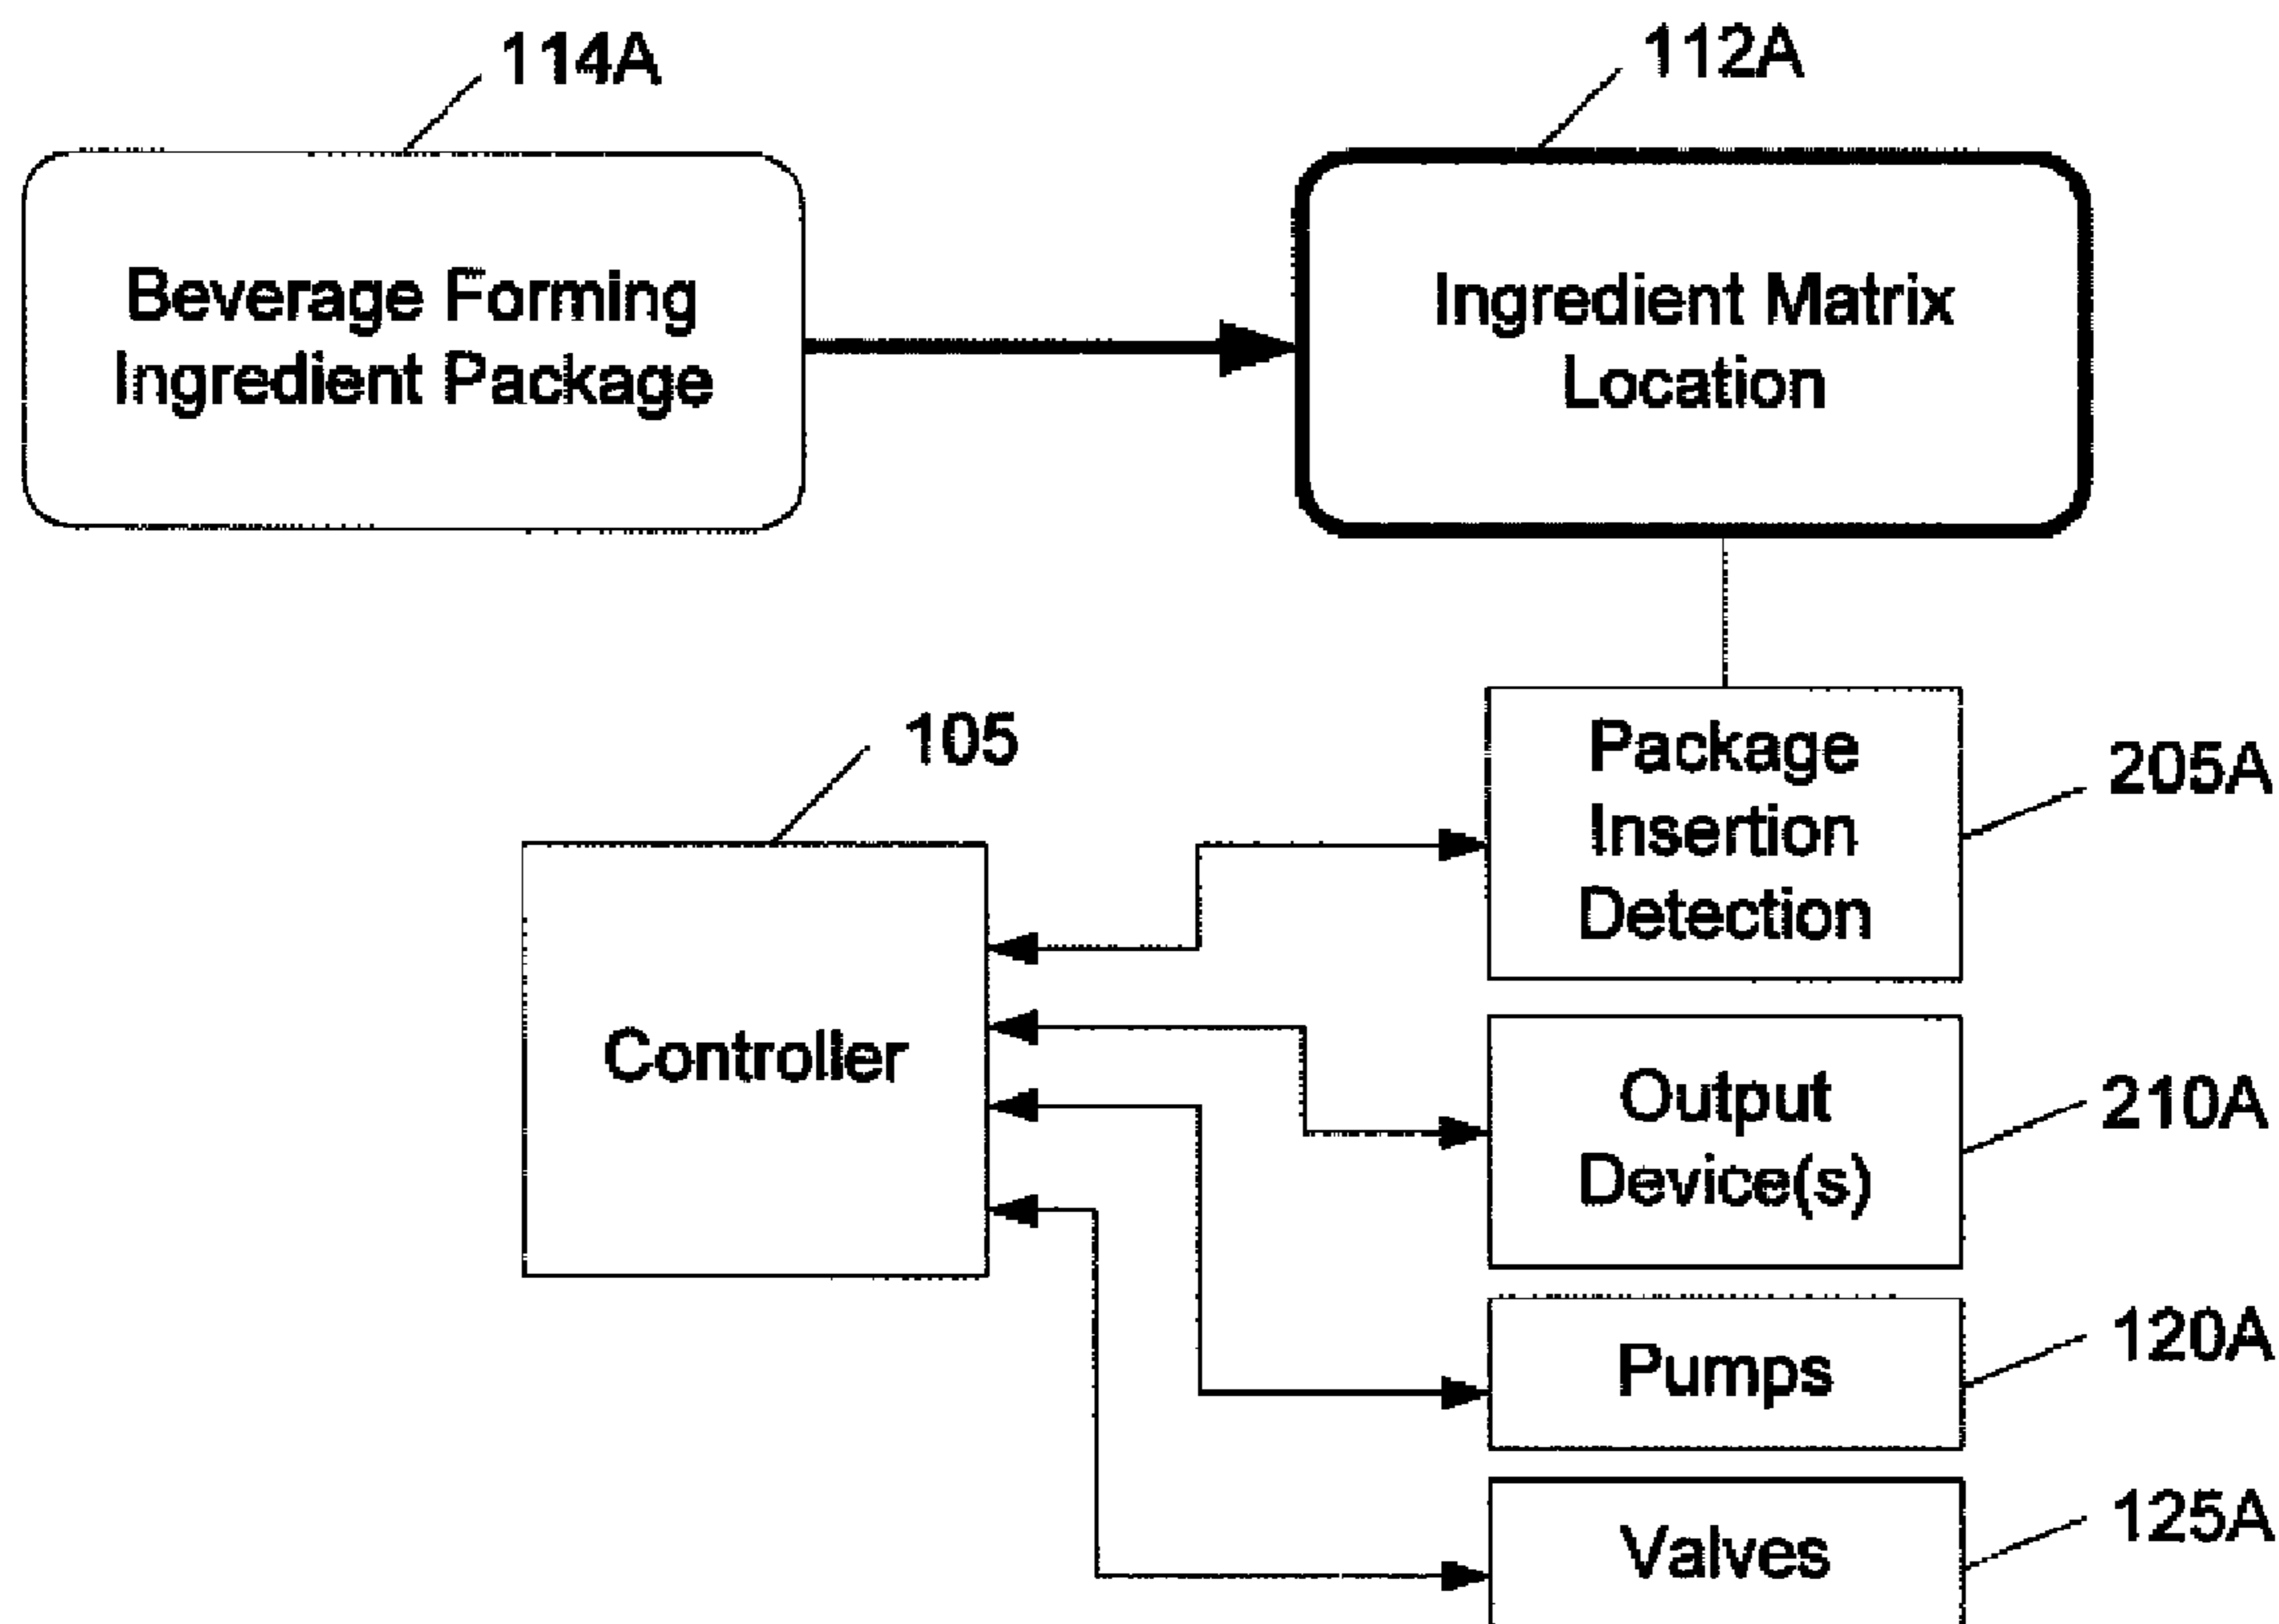 114A
112A
Beverage Forming
Ingredient Package
Ingredient Matrix
Location
105
Package
Insertion
Detection
205A
Controller
Output
Device(s)
210A
Pumps
120A
Valves
125A